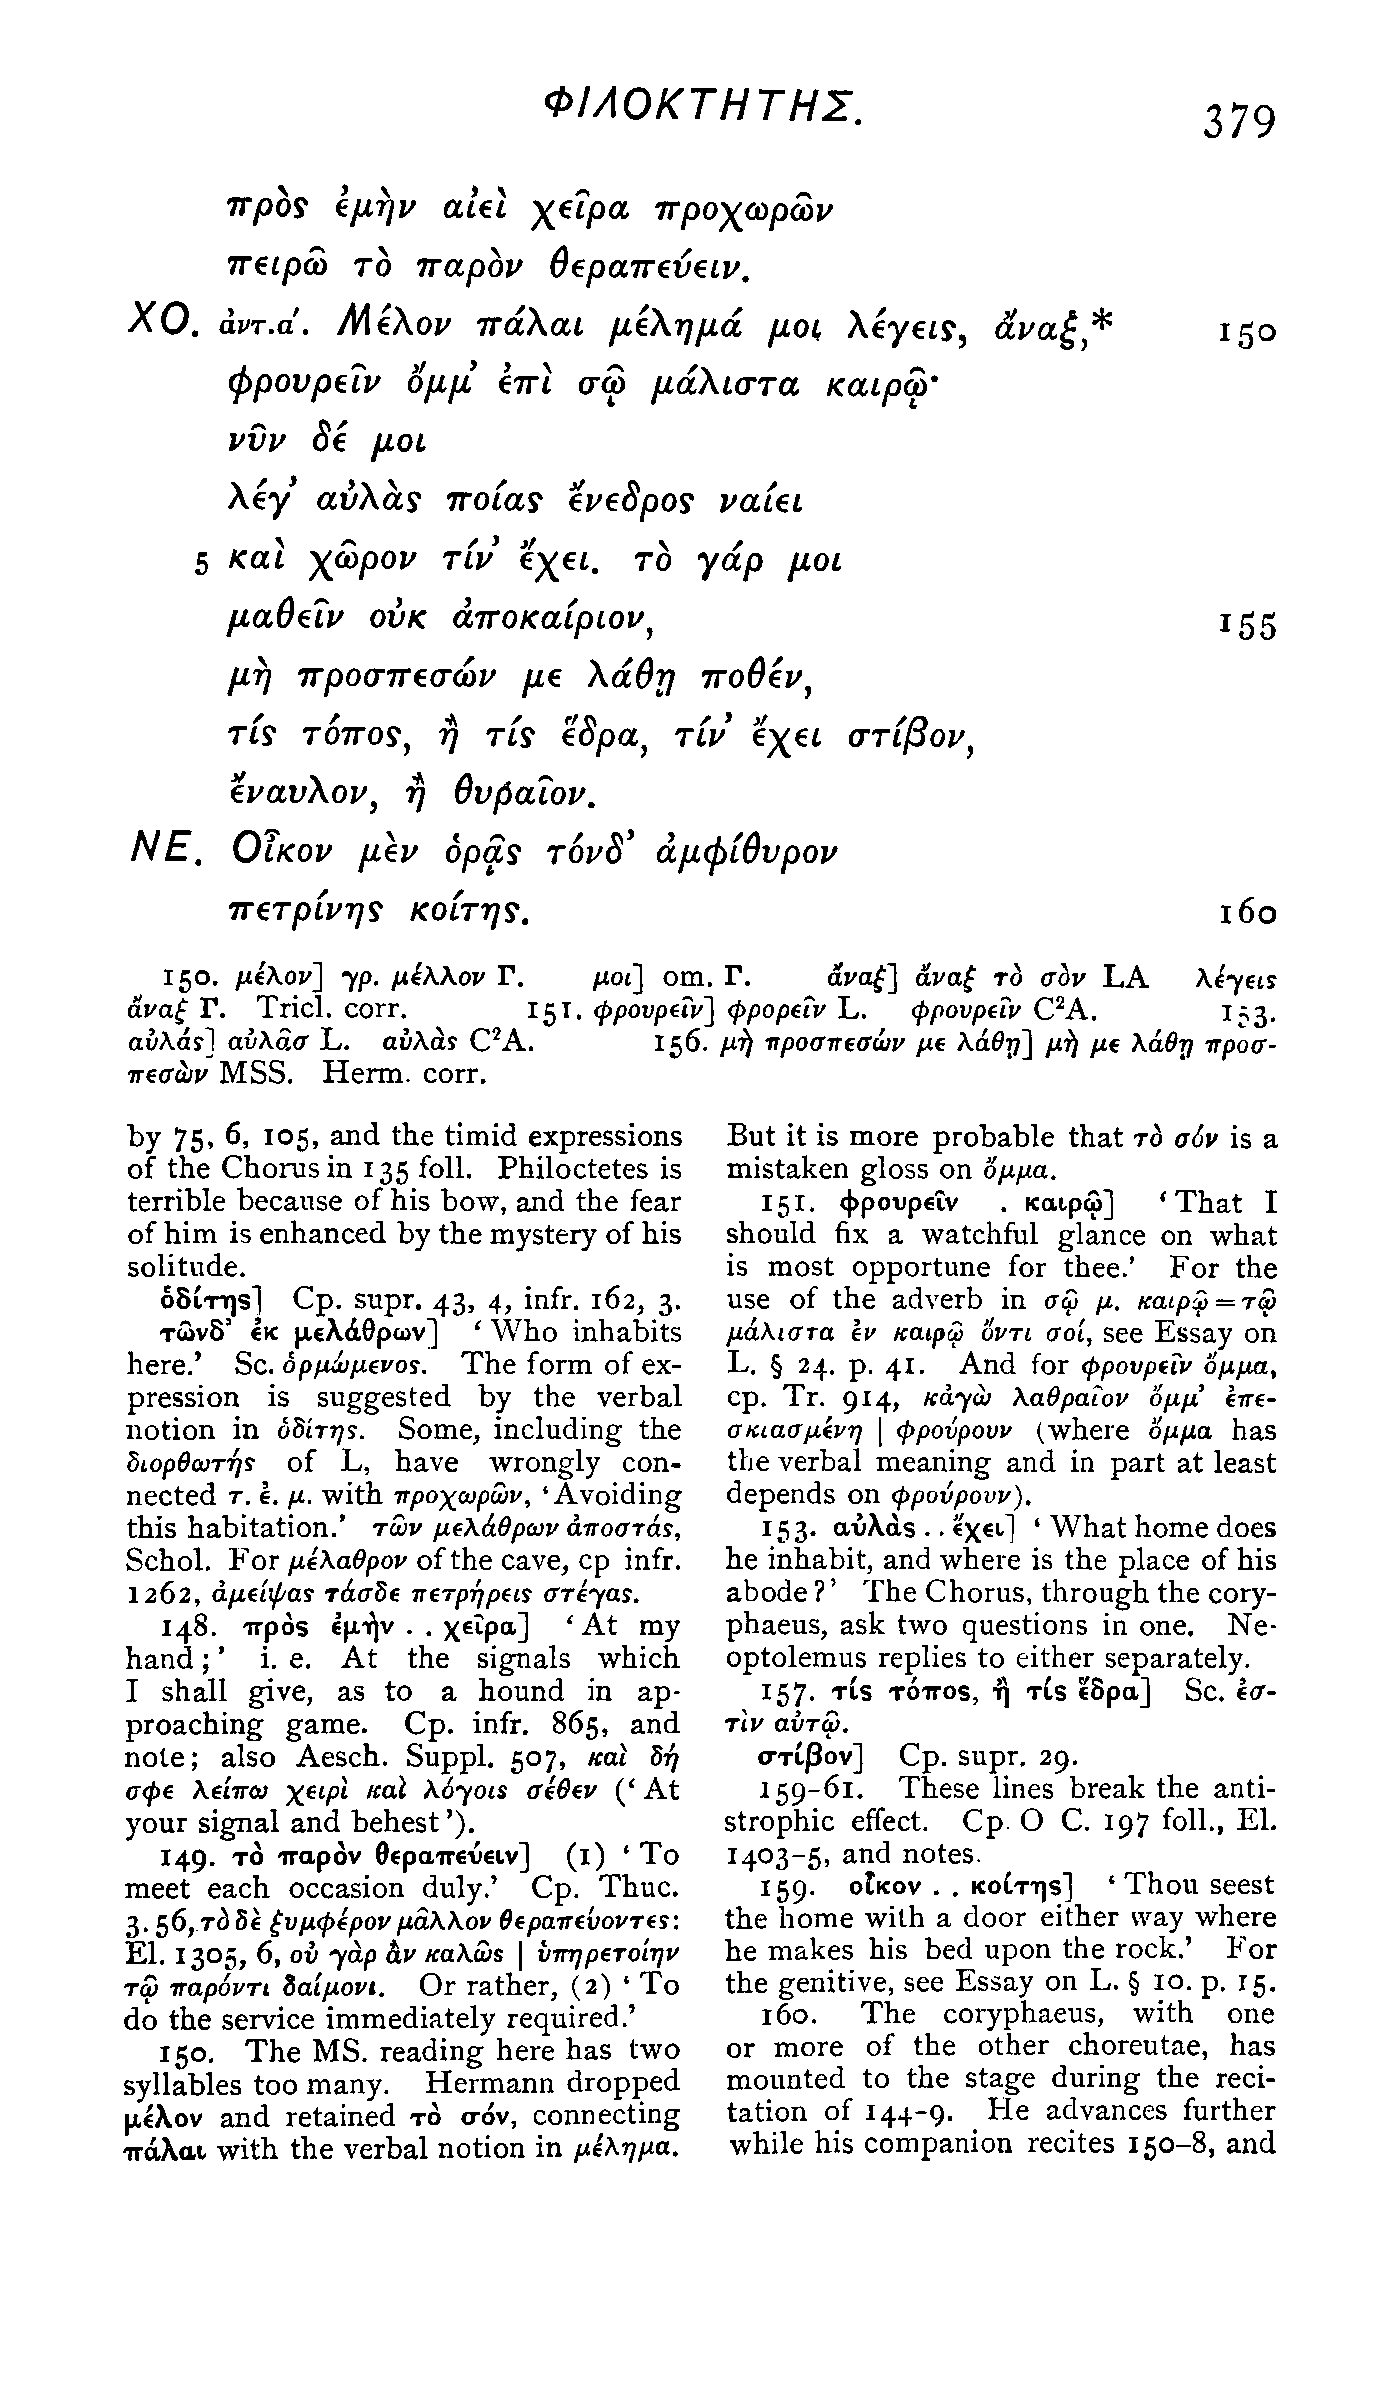 ΦΙΛΟΚΤΗΤΗΣ.
379
πρὸς ἐμὴν αἰεὶ χεῖρα προχωρῶν
πειρῶ τὸ παρὸν θεραπεύειν.
ΧΟ. ἀντ.α΄. Μέλον πάλαι μέλημά μοι λέγεις, ἄναξ,* 150
φρουρεῖν ὄμμ᾽ ἐπὶ σῷ μάλιστα καιρῷ·
νῦν δέ μοι
λέγ᾽ αὐλὰς ποίας ἔνεδρος ναίει
5 καὶ χῶρον τίν᾽ ἔχει. τὸ γάρ μοι
μαθεῖν οὐκ ἀποκαίριον, 155
μὴ προσπεσών με λάθῃ ποθέν,
τίς τόπος, ἢ τίς ἕδρα, τίν᾽ ἔχει στίβον,
ἔναυλον, ἢ θυραῖον.
ΝΕ. Οἶκον μὲν ὁρᾷς τόνδ᾽ ἀμφίθυρον
πετρίνης κοίτης. 160
150. μέλον] γρ. μέλλον Γ. μοι] om. Γ. ἄναξ] ἄναξ τὸ σὸν LA λέγεις
ἄναξ Γ. Tricl. corr. 151. φρουρεῖν] φρορεῖν L. φρουρεῖν C²A. 153.
αὐλάς] αὐλᾶσ L. αὐλὰς C²A. 156. μὴ προσπεσών με λάθῃ] μὴ με λάθῃ προσ-
πεσὼν MSS. Herm. corr.
by 75, 6, 105, and the timid expressions
of the Chorus in 135 foll. Philoctetes is
terrible because of his bow, and the fear
of him is enhanced by the mystery of his
solitude.
ὁδίτης] Cp. supr. 43, 4, infr. 162, 3.
τῶνδ᾽ ἐκ μελάθρων] ‘Who inhabits
here.’ Sc. ὁρμώμενος. The form of ex-
pression is suggested by the verbal
notion in ὁδίτης. Some, including the
διορθωτής of L, have wrongly con-
nected τ. ἐ. μ. with προχωρῶν, ‘Avoiding
this habitation.’ τῶν μελάθρων ἀποστάς,
Schol. For μέλαθρον of the cave, cp infr.
1262, ἀμείψας τάσδε πετρήρεις στέγας.
148. πρὸς ἐμὴν . . χεῖρα] ‘At my
hand;’ i. e. At the signals which
I shall give, as to a hound in ap-
proaching game. Cp. infr. 865, and
note; also Aesch. Suppl. 507, καὶ δή
σφε λείπω χειρὶ καὶ λόγοις σέθεν (‘At
your signal and behest’).
149. τὸ παρὸν θεραπεύειν] (1) ‘To
meet each occasion duly.’ Cp. Thuc.
3. 56, τὸ δὲ ξυμφέρον μᾶλλον θεραπεύοντες:
El. 1305, 6, οὐ γὰρ ἂν καλῶς | ὑπηρετοίην
τῷ παρόντι δαίμονι. Or rather, (2) ‘To
do the service immediately required.’
150. The MS. reading here has two
syllables too many. Hermann dropped
μέλον and retained τὸ σόν, connecting
πάλαι with the verbal notion in μέλημα.
But it is more probable that τὸ σόν is a
mistaken gloss on ὄμμα.
151. φρουρεῖν . καιρῷ] ‘That I
should fix a watchful glance on what
is most opportune for thee.’ For the
use of the adverb in σῷ μ. καιρῷ = τῷ
μάλιστα ἐν καιρῷ ὄντι σοί, see Essay on
L. § 24. p. 41. And for φρουρεῖν ὄμμα,
cp. Tr. 914, κἀγὼ λαθραῖον ὄμμ᾽ ἐπε-
σκιασμένη | φρούρουν (where ὄμμα has
the verbal meaning and in part at least
depends on φρούρουν).
153. αὐλὰς . . ἔχει] ‘What home does
he inhabit, and where is the place of his
abode?’ The Chorus, through the cory-
phaeus, ask two questions in one. Ne-
optolemus replies to either separately.
157. τίς τόπος, ἢ τίς ἕδρα] Sc. ἐσ-
τὶν αὐτῷ.
στίβον] Cp. supr. 29.
159-61. These lines break the anti-
strophic effect. Cp. O C. 197 foll., El.
1403-5, and notes.
159. οἶκον . . κοίτης] ‘Thou seest
the home with a door either way where
he makes his bed upon the rock.’ For
the genitive, see Essay on L. § 10. p. 15.
160. The coryphaeus, with one
or more of the other choreutae, has
mounted to the stage during the reci-
tation of 144-9. He advances further
while his companion recites 150-8, and